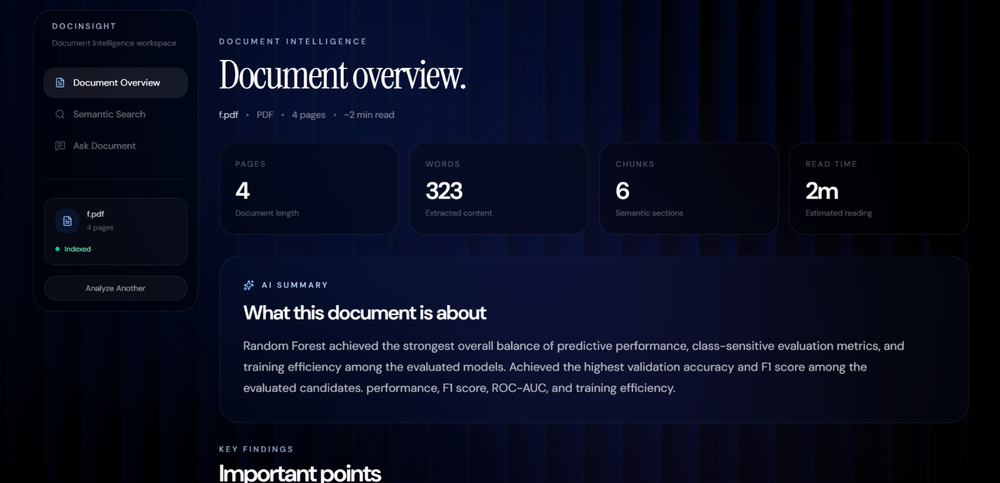 DOCINSIGHT
Document intelligence workspace
Document Overview
Semantic Search
Ask Document
f.pdf
4 pages
Indexed
Analyze Another
DOCUMENT INTELLIGENCE
Document overview.
f.pdf • PDF • 4 pages • ~2 min read
PAGES
4
Document length
WORDS
323
Extracted content
CHUNKS
6
Semantic sections
READ TIME
2m
Estimated reading
AI SUMMARY
What this document is about
Random Forest achieved the strongest overall balance of predictive performance, class-sensitive evaluation metrics, and
training efficiency among the evaluated models. Achieved the highest validation accuracy and F1 score among the
evaluated candidates. performance, F1 score, ROC-AUC, and training efficiency.
KEY FINDINGS
Important points